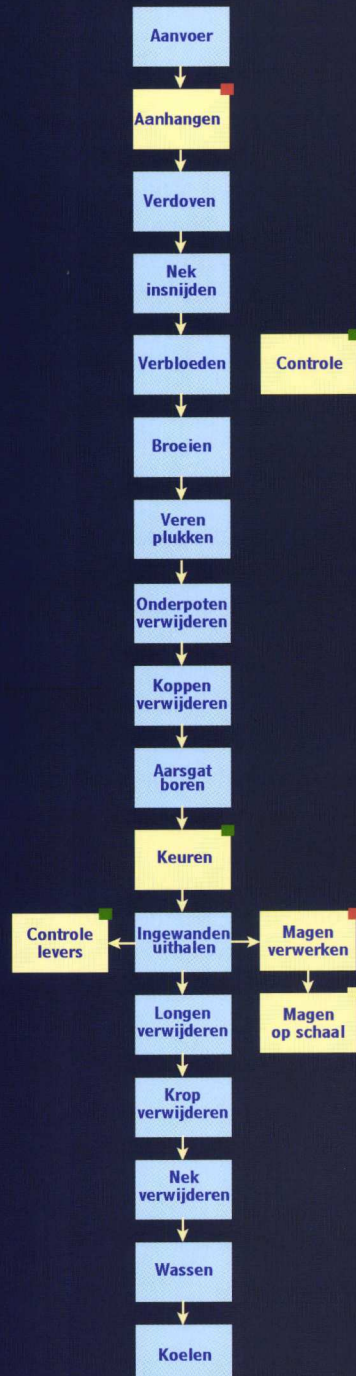 Aanvoer
Aanhangen
Verdoven
Nek
insnijden
Verbloeden
Controle
Broeien
Veren
plukken
Onderpoten
verwijderen
Koppen
verwijderen
Aarsgat
boren
Keuren
Controle
levers
Ingewanden
uithalen
Magen
verwerken
Longen
verwijderen
Magen
op schaal
Krop
verwijderen
Nek
verwijderen
Wassen
Koelen